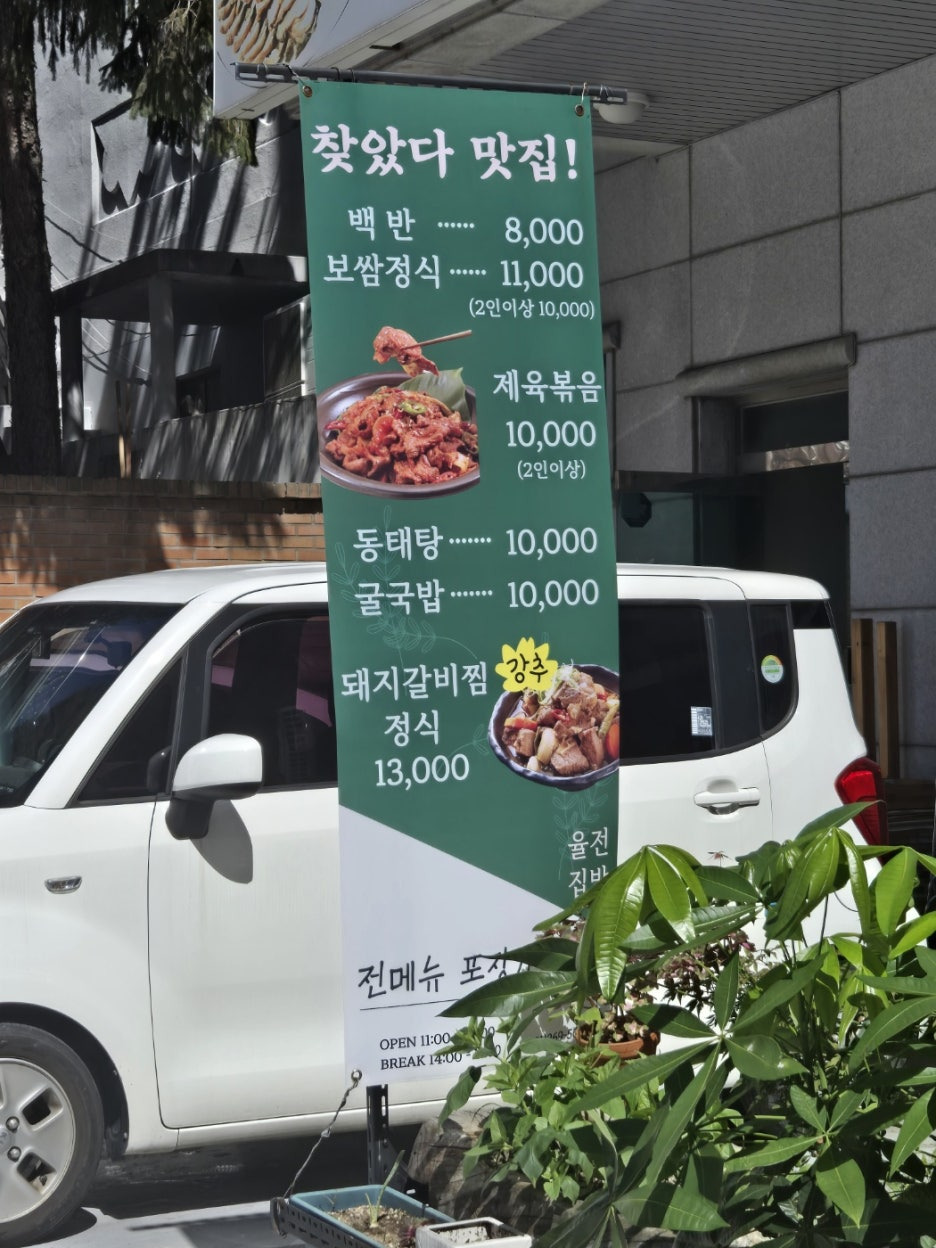 찾았다 맛집!
백반 ······ 8,000
보쌈정식 ······ 11,000
(2인이상 10,000)
제육볶음
10,000
(2인이상)
동태탕 ······· 10,000
굴국밥 ······· 10,000
돼지갈비찜 강추
정식
13,000
율전
집밥
전메뉴 포장
OPEN 11:00
BREAK 14:00 -